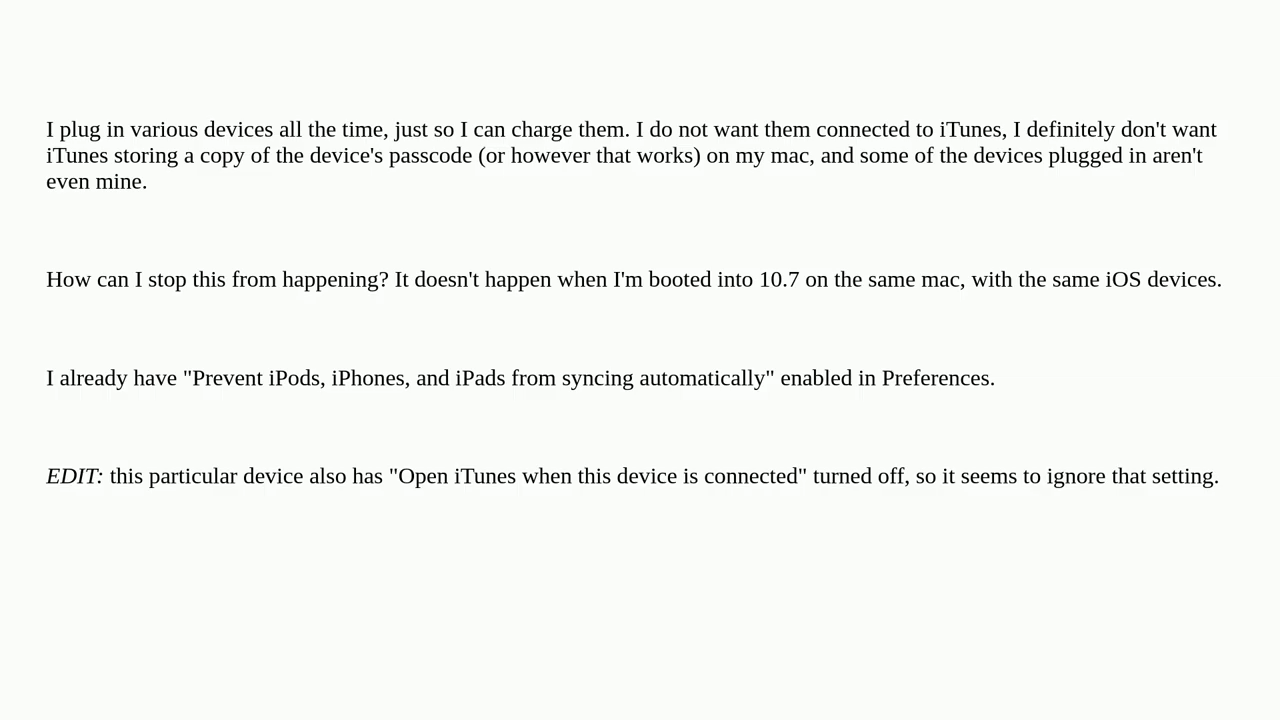 I plug in various devices all the time, just so I can charge them. I do not want them connected to iTunes, I definitely don't want
iTunes storing a copy of the device's passcode (or however that works) on my mac, and some of the devices plugged in aren't
even mine.
How can I stop this from happening? It doesn't happen when I'm booted into 10.7 on the same mac, with the same iOS devices.
I already have "Prevent iPods, iPhones, and iPads from syncing automatically" enabled in Preferences.
EDIT: this particular device also has "Open iTunes when this device is connected" turned off, so it seems to ignore that setting.